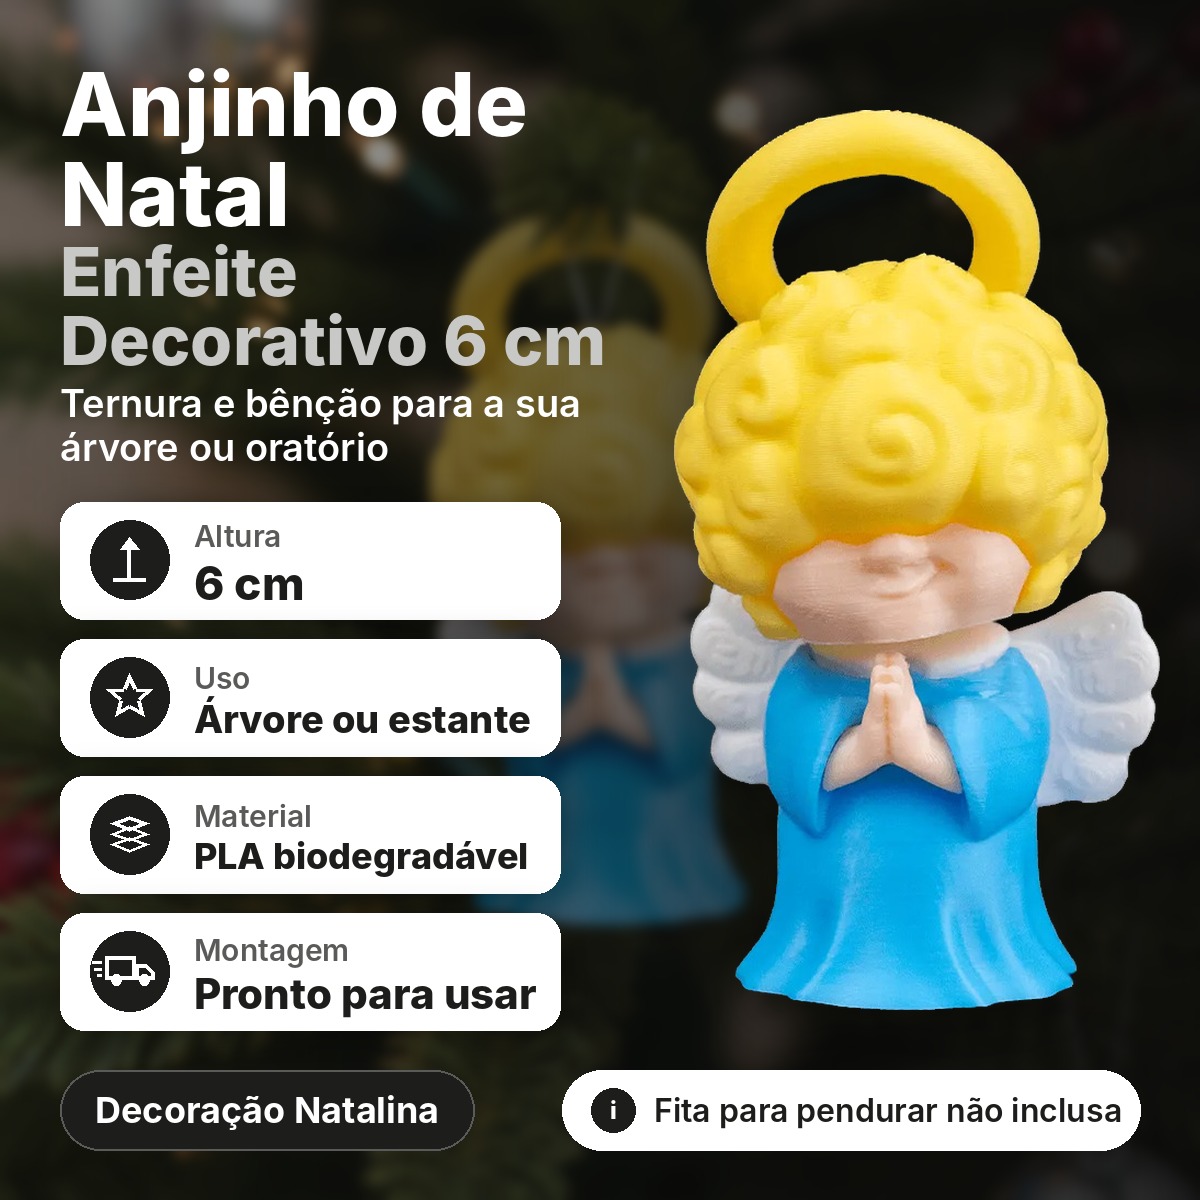 Anjinho de
Natal
Enfeite
Decorativo 6 cm
Ternura e bênção para a sua
árvore ou oratório
Altura
6 cm
Uso
Árvore ou estante
Material
PLA biodegradável
Montagem
Pronto para usar
Decoração Natalina
i Fita para pendurar não inclusa